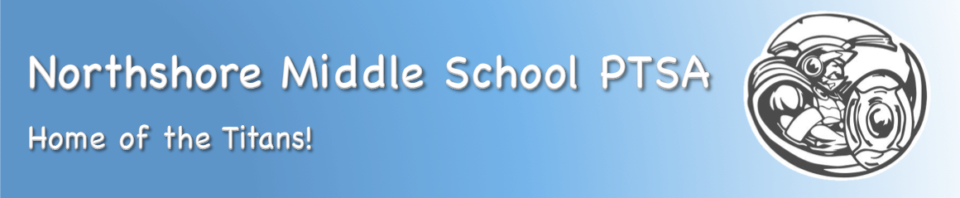 Northshore Middle School PTSA
Home of the Titans!